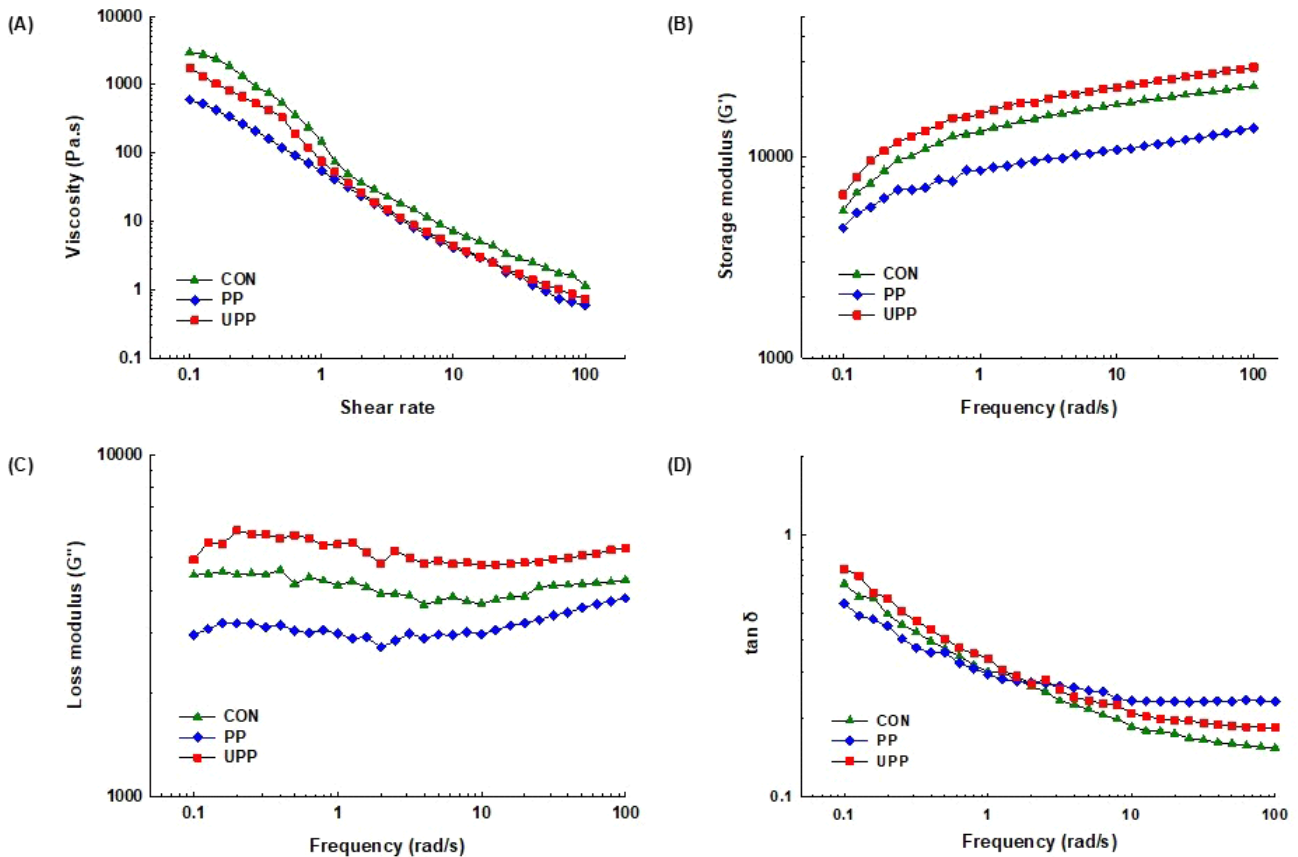 (A)
Viscosity (Pa.s)
10000
1000
100
10
1
0.1
CON
PP
UPP
0.1 1 10 100
Shear rate
(B)
Storage modulus (G')
10000
1000
CON
PP
UPP
0.1 1 10 100
Frequency (rad/s)
(C)
Loss modulus (G'')
10000
1000
CON
PP
UPP
0.1 1 10 100
Frequency (rad/s)
(D)
tan δ
1
0.1
CON
PP
UPP
0.1 1 10 100
Frequency (rad/s)